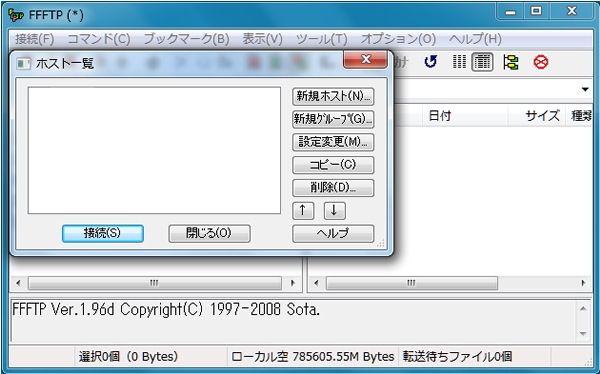 FFFTP (*)
接続(F) コマンド(C) ブックマーク(B) 表示(V) ツール(T) オプション(O) ヘルプ(H)
ホスト一覧
新規ホスト(N)...
新規グループ(G)...
設定変更(M)...
コピー(C)
削除(D)...
↑ ↓
接続(S) 閉じる(O) ヘルプ
日付 サイズ 種類
FFFTP Ver.1.96d Copyright(C) 1997-2008 Sota.
選択0個 (0 Bytes) ローカル空 785605.55M Bytes 転送待ちファイル0個